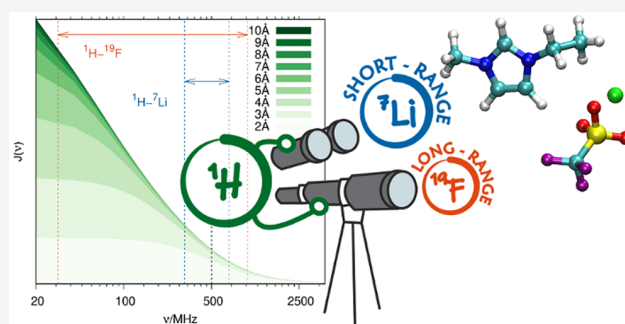 ¹H–¹⁹F
¹H–⁷Li
10Å
9Å
8Å
7Å
6Å
5Å
4Å
3Å
2Å
J(ν)
20
100
500
2500
ν/MHz
¹H
SHORT-RANGE
⁷Li
LONG-RANGE
¹⁹F